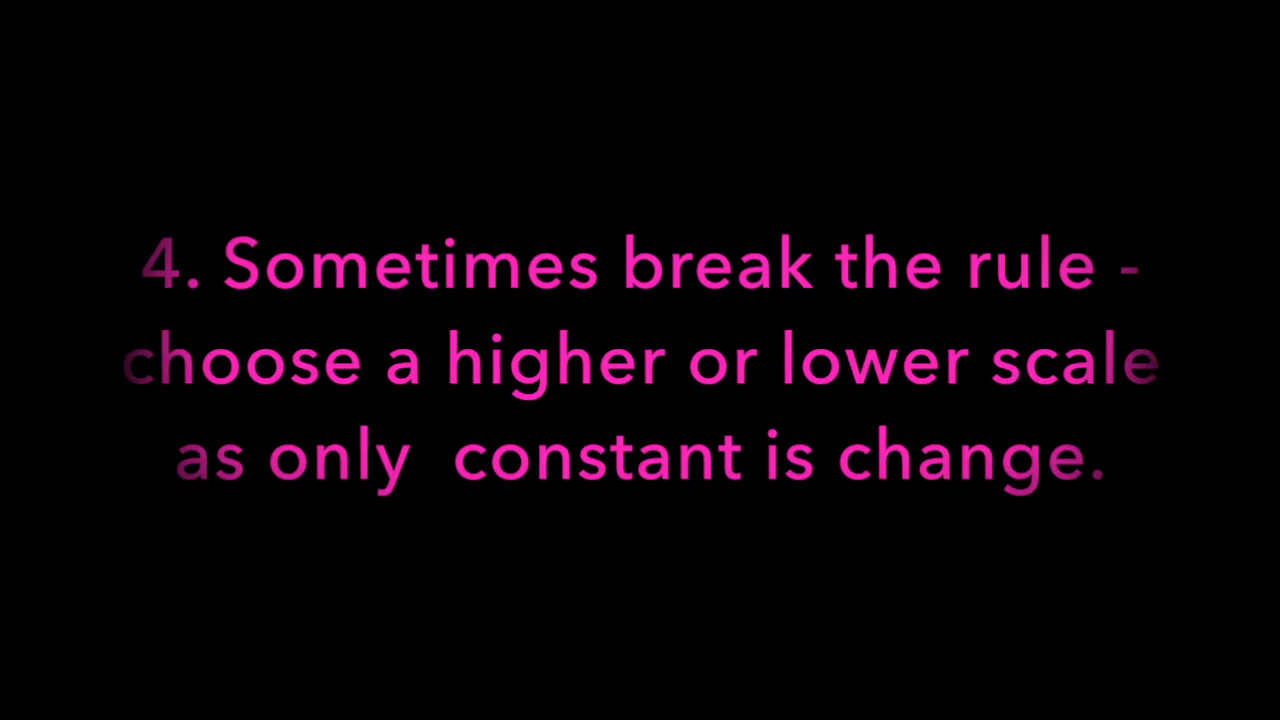 4. Sometimes break the rule -
choose a higher or lower scale
as only  constant is change.